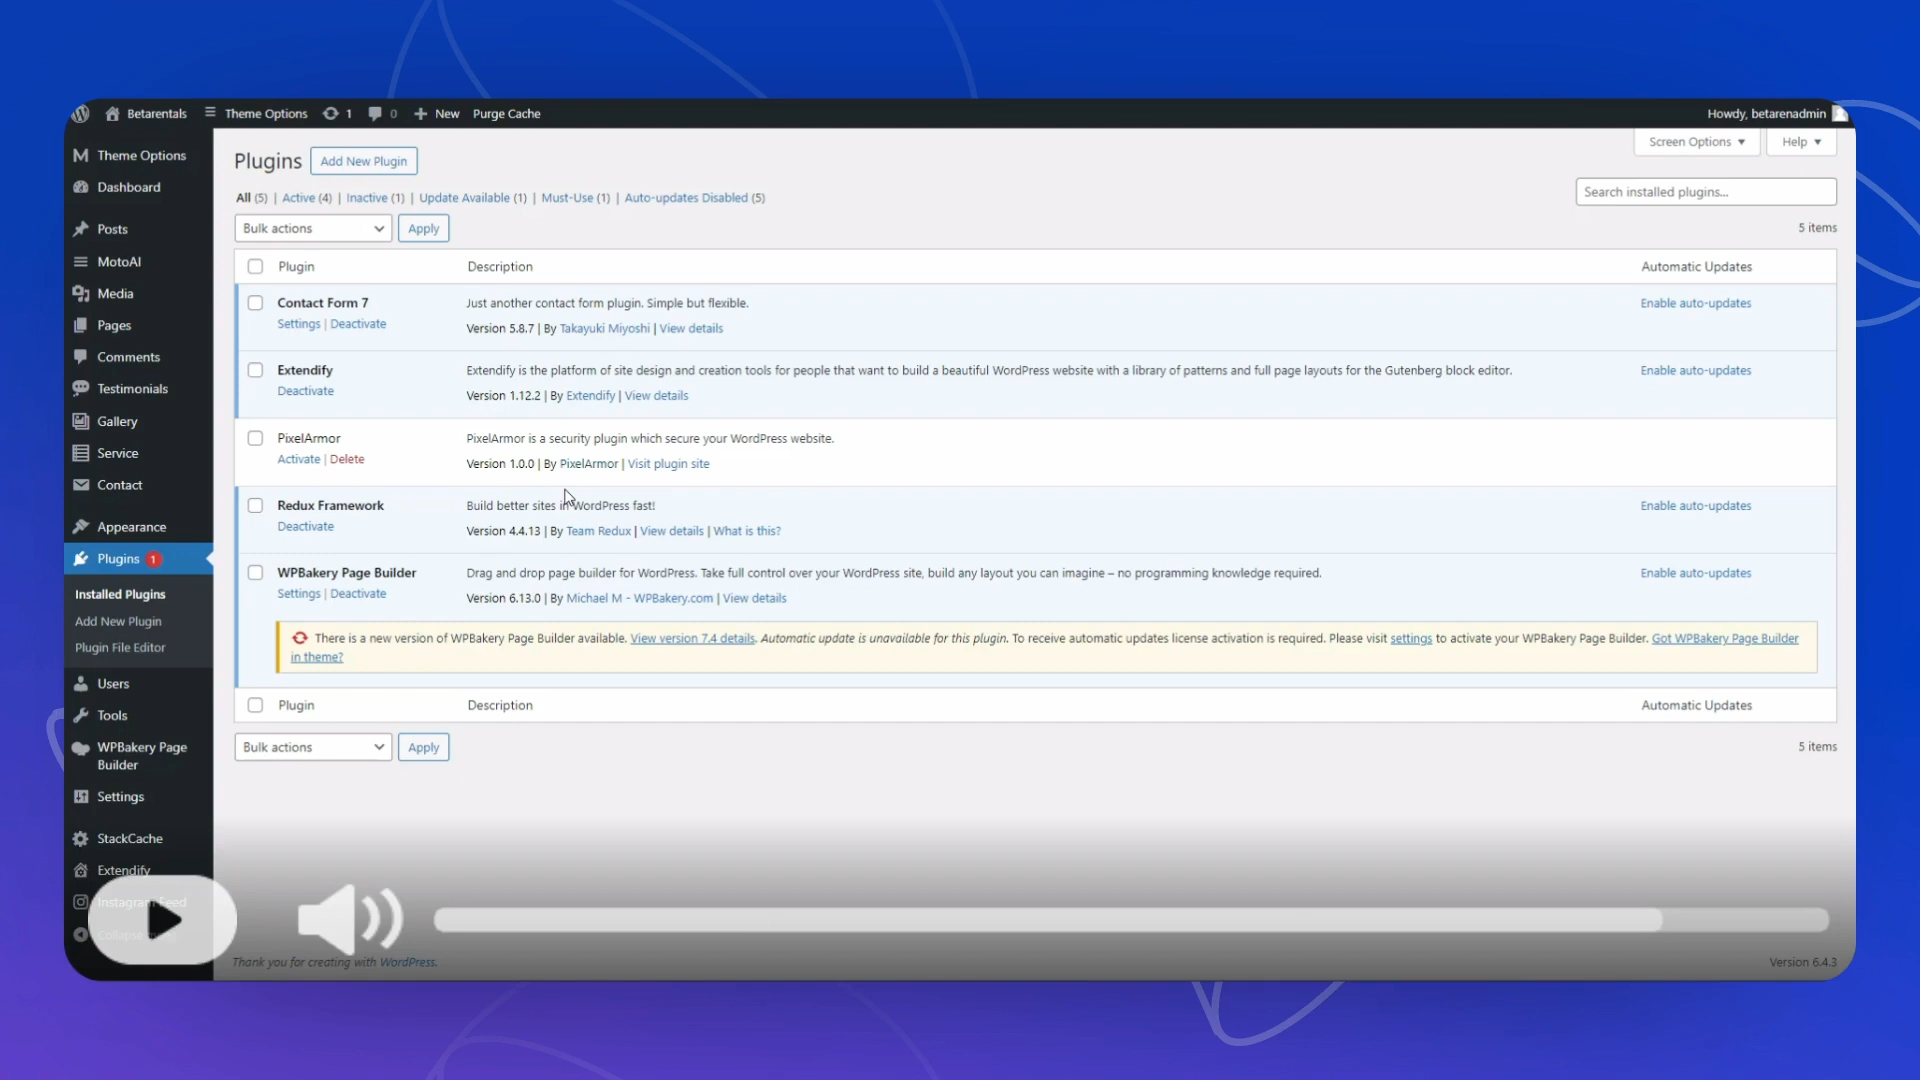 Betarentals Theme Options 1 0 New Purge Cache Howdy, betarenadmin
Theme Options
Dashboard
Posts
MotoAI
Media
Pages
Comments
Testimonials
Gallery
Service
Contact
Appearance
Plugins 1
Installed Plugins
Add New Plugin
Plugin File Editor
Users
Tools
WPBakery Page
Builder
Settings
StackCache
Extendify
Instagram Feed
Screen Options Help
Plugins Add New Plugin
All (5) | Active (4) | Inactive (1) | Update Available (1) | Must-Use (1) | Auto-updates Disabled (5)
Search installed plugins...
Bulk actions Apply
5 items
Plugin Description Automatic Updates
Contact Form 7 Just another contact form plugin. Simple but flexible. Enable auto-updates
Settings | Deactivate
Version 5.8.7 | By Takayuki Miyoshi | View details
Extendify Extendify is the platform of site design and creation tools for people that want to build a beautiful WordPress website with a library of patterns and full page layouts for the Gutenberg block editor. Enable auto-updates
Deactivate
Version 1.12.2 | By Extendify | View details
PixelArmor PixelArmor is a security plugin which secure your WordPress website.
Activate | Delete
Version 1.0.0 | By PixelArmor | Visit plugin site
Redux Framework Build better sites in WordPress fast! Enable auto-updates
Deactivate
Version 4.4.13 | By Team Redux | View details | What is this?
WPBakery Page Builder Drag and drop page builder for WordPress. Take full control over your WordPress site, build any layout you can imagine – no programming knowledge required. Enable auto-updates
Settings | Deactivate
Version 6.13.0 | By Michael M - WPBakery.com | View details
There is a new version of WPBakery Page Builder available. View version 7.4 details. Automatic update is unavailable for this plugin. To receive automatic updates license activation is required. Please visit settings to activate your WPBakery Page Builder. Got WPBakery Page Builder
in theme?
Plugin Description Automatic Updates
Bulk actions Apply
5 items
Thank you for creating with WordPress.
Version 6.4.3